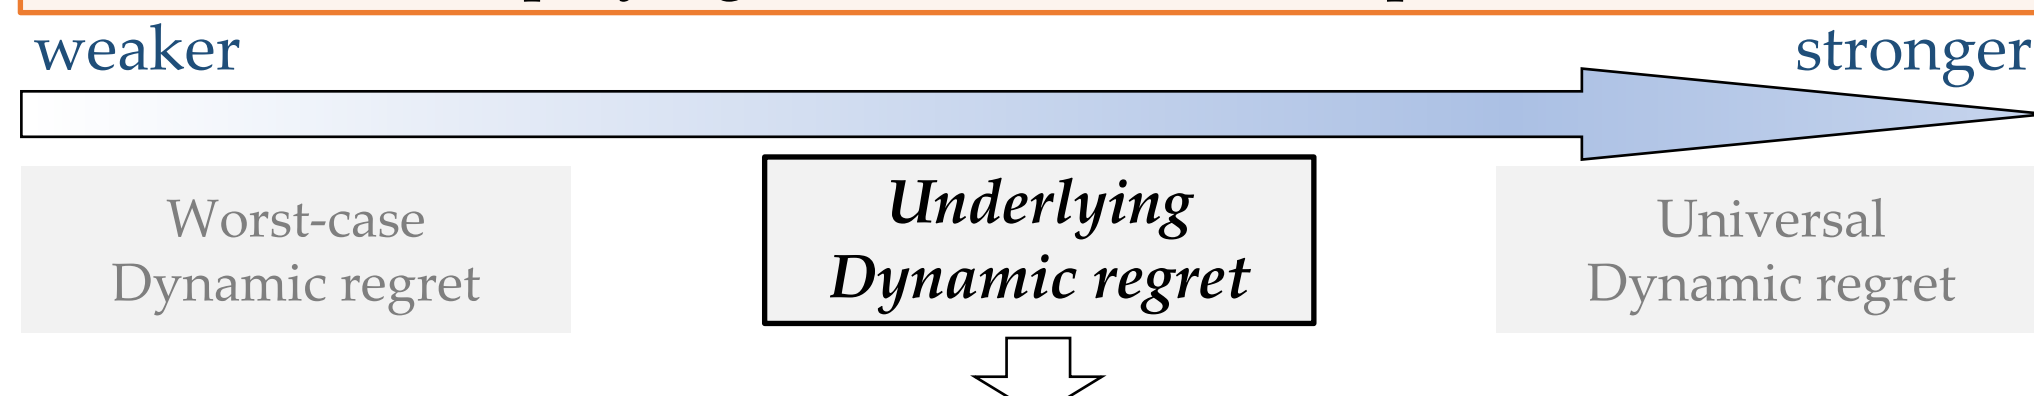 weaker
stronger
Worst-case
Dynamic regret
Underlying
Dynamic regret
Universal
Dynamic regret